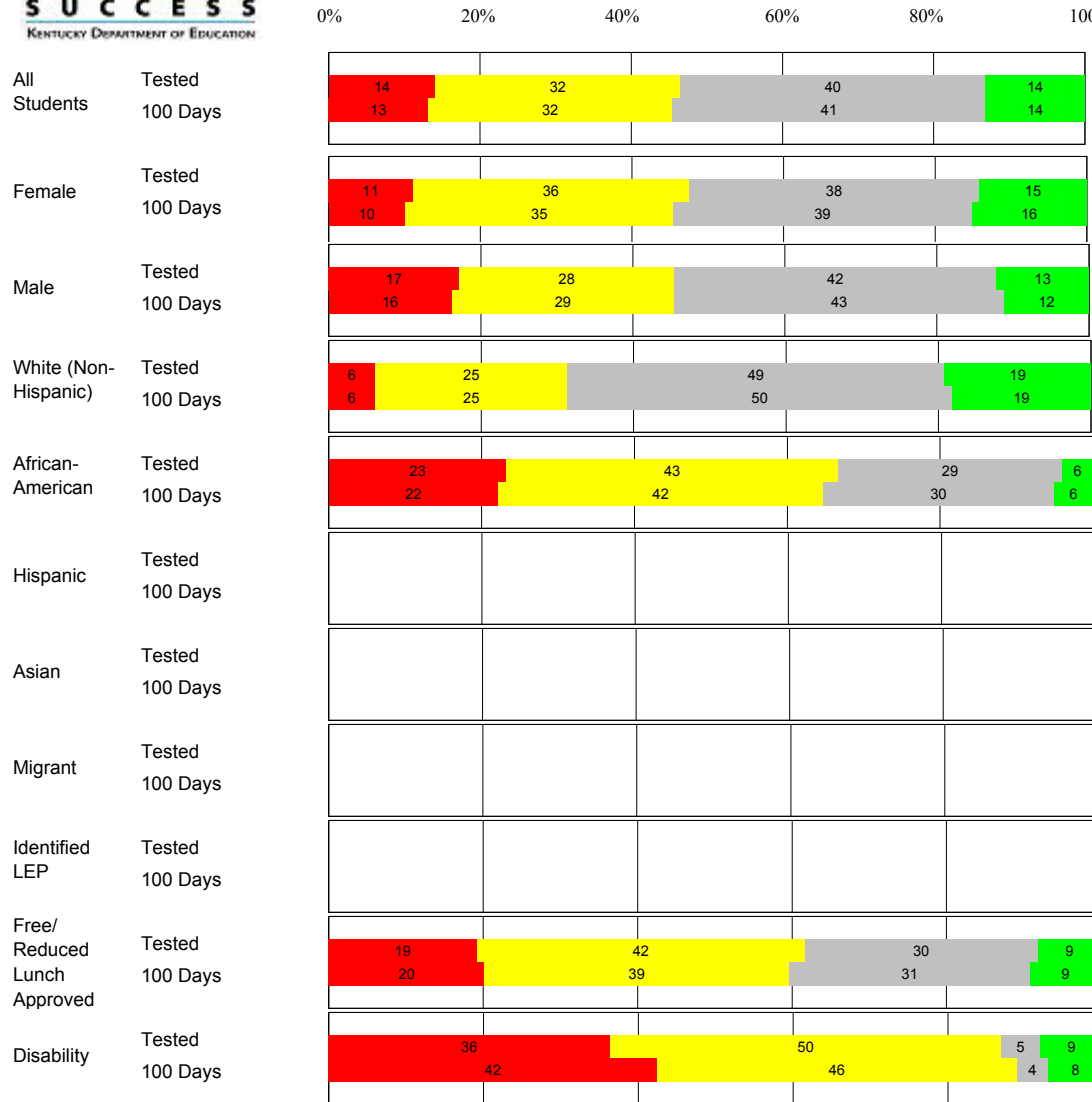 SUCCESS
KENTUCKY DEPARTMENT OF EDUCATION
0% 20% 40% 60% 80% 100
All Students
Tested 14 32 40 14
100 Days 13 32 41 14
Female
Tested 11 36 38 15
100 Days 10 35 39 16
Male
Tested 17 28 42 13
100 Days 16 29 43 12
White (Non-
Hispanic)
Tested 6 25 49 19
100 Days 6 25 50 19
African-
American
Tested 23 43 29 6
100 Days 22 42 30 6
Hispanic
Tested
100 Days
Asian
Tested
100 Days
Migrant
Tested
100 Days
Identified
LEP
Tested
100 Days
Free/
Reduced
Lunch
Approved
Tested 19 42 30 9
100 Days 20 39 31 9
Disability
Tested 36 50 5 9
100 Days 42 46 4 8